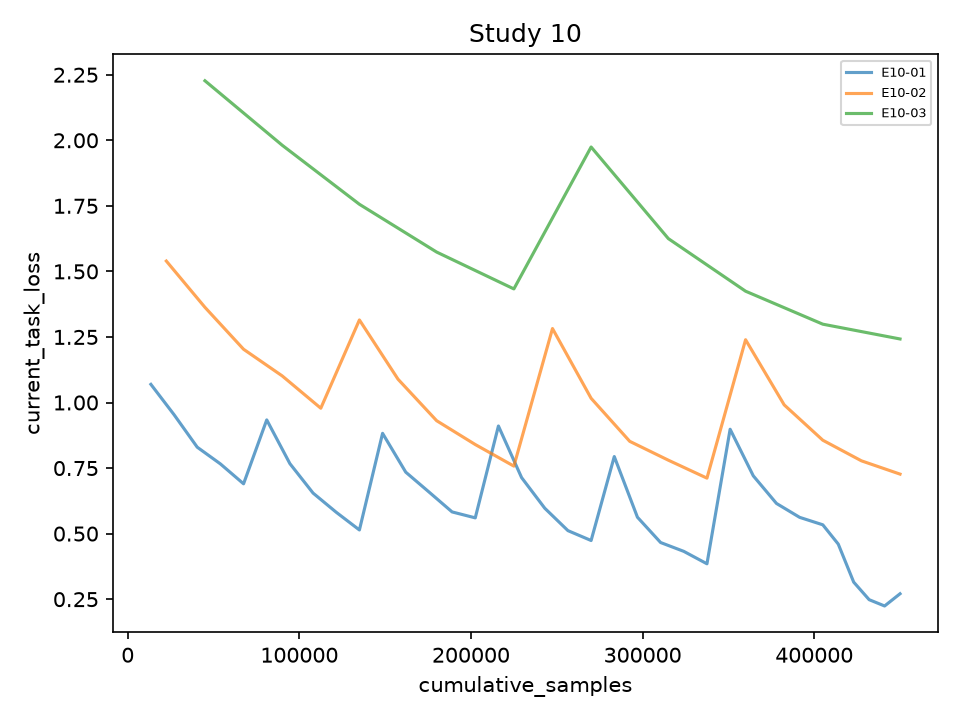 Study 10
E10-01
E10-02
E10-03
2.25
2.00
1.75
1.50
1.25
1.00
0.75
0.50
0.25
current_task_loss
0
100000
200000
300000
400000
cumulative_samples